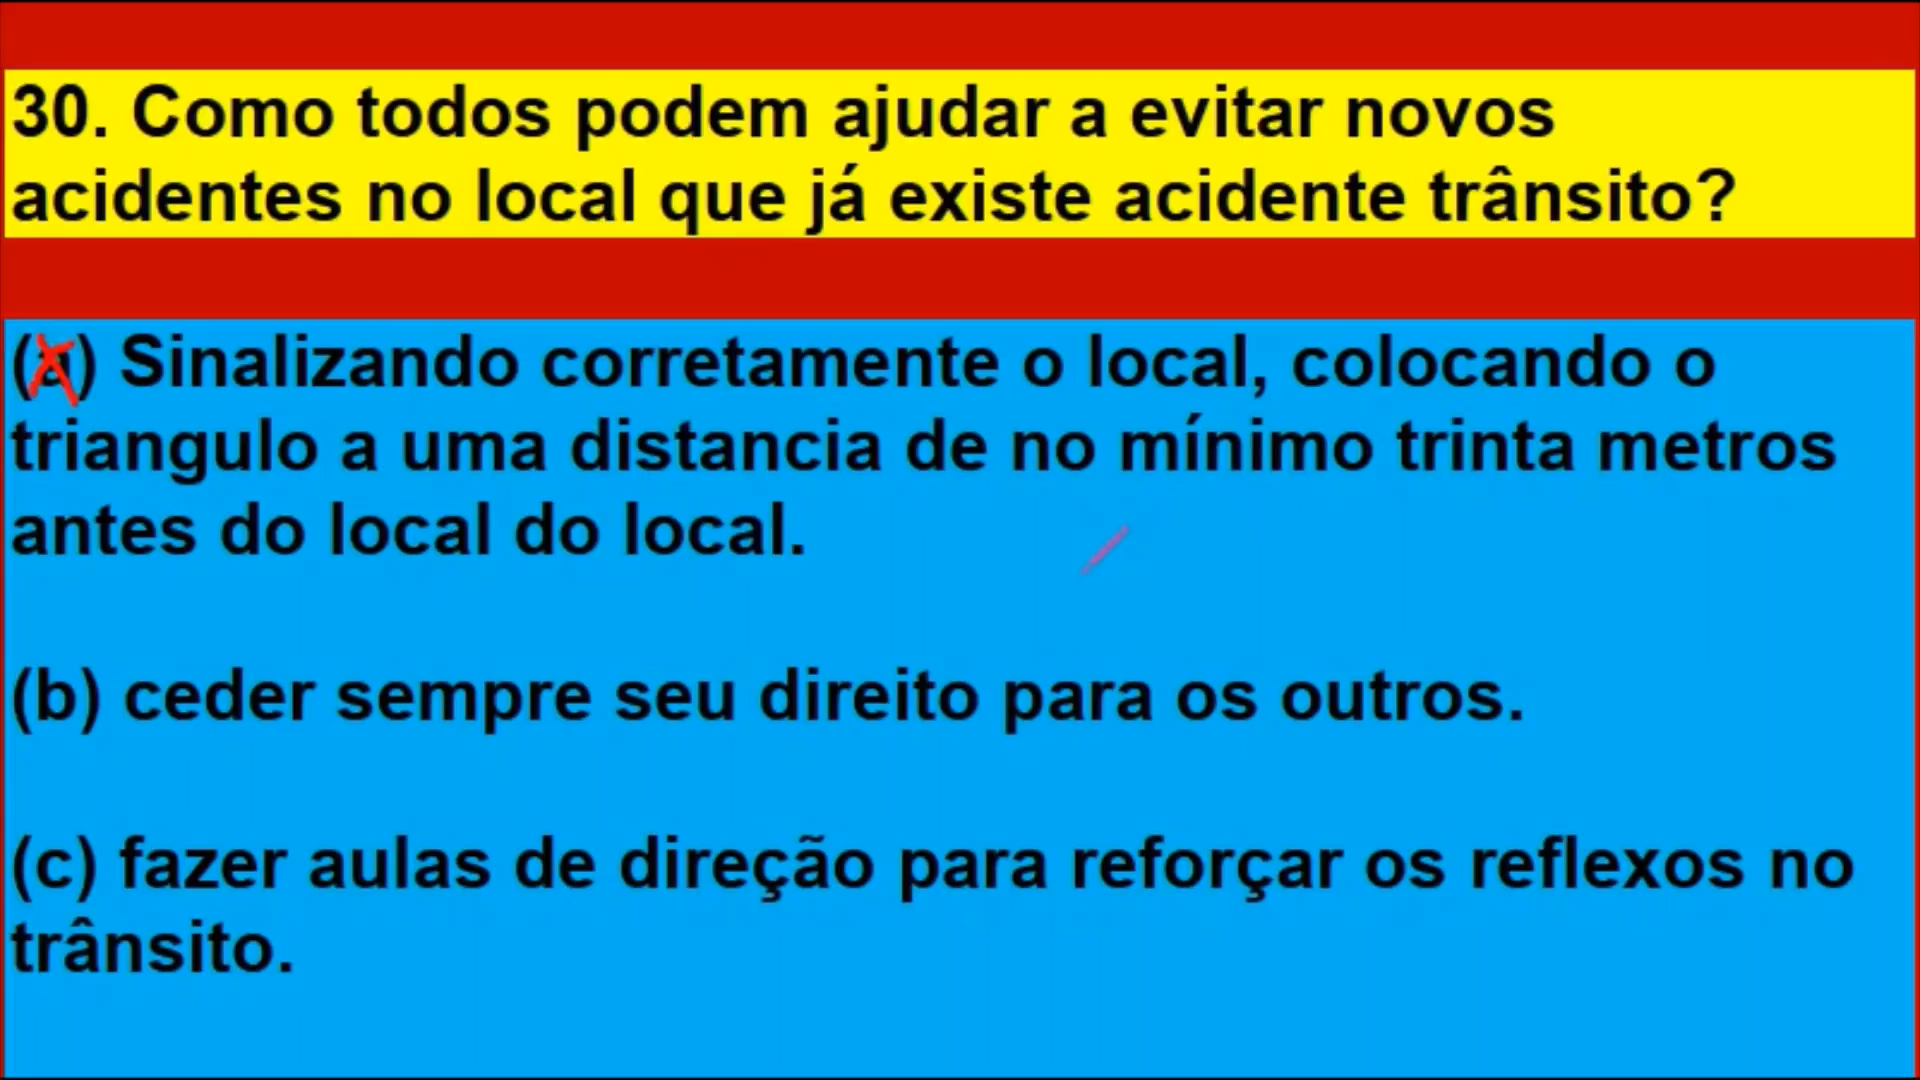 30. Como todos podem ajudar a evitar novos
acidentes no local que já existe acidente trânsito?
(a) Sinalizando corretamente o local, colocando o
triangulo a uma distancia de no mínimo trinta metros
antes do local do local.
(b) ceder sempre seu direito para os outros.
(c) fazer aulas de direção para reforçar os reflexos no
trânsito.